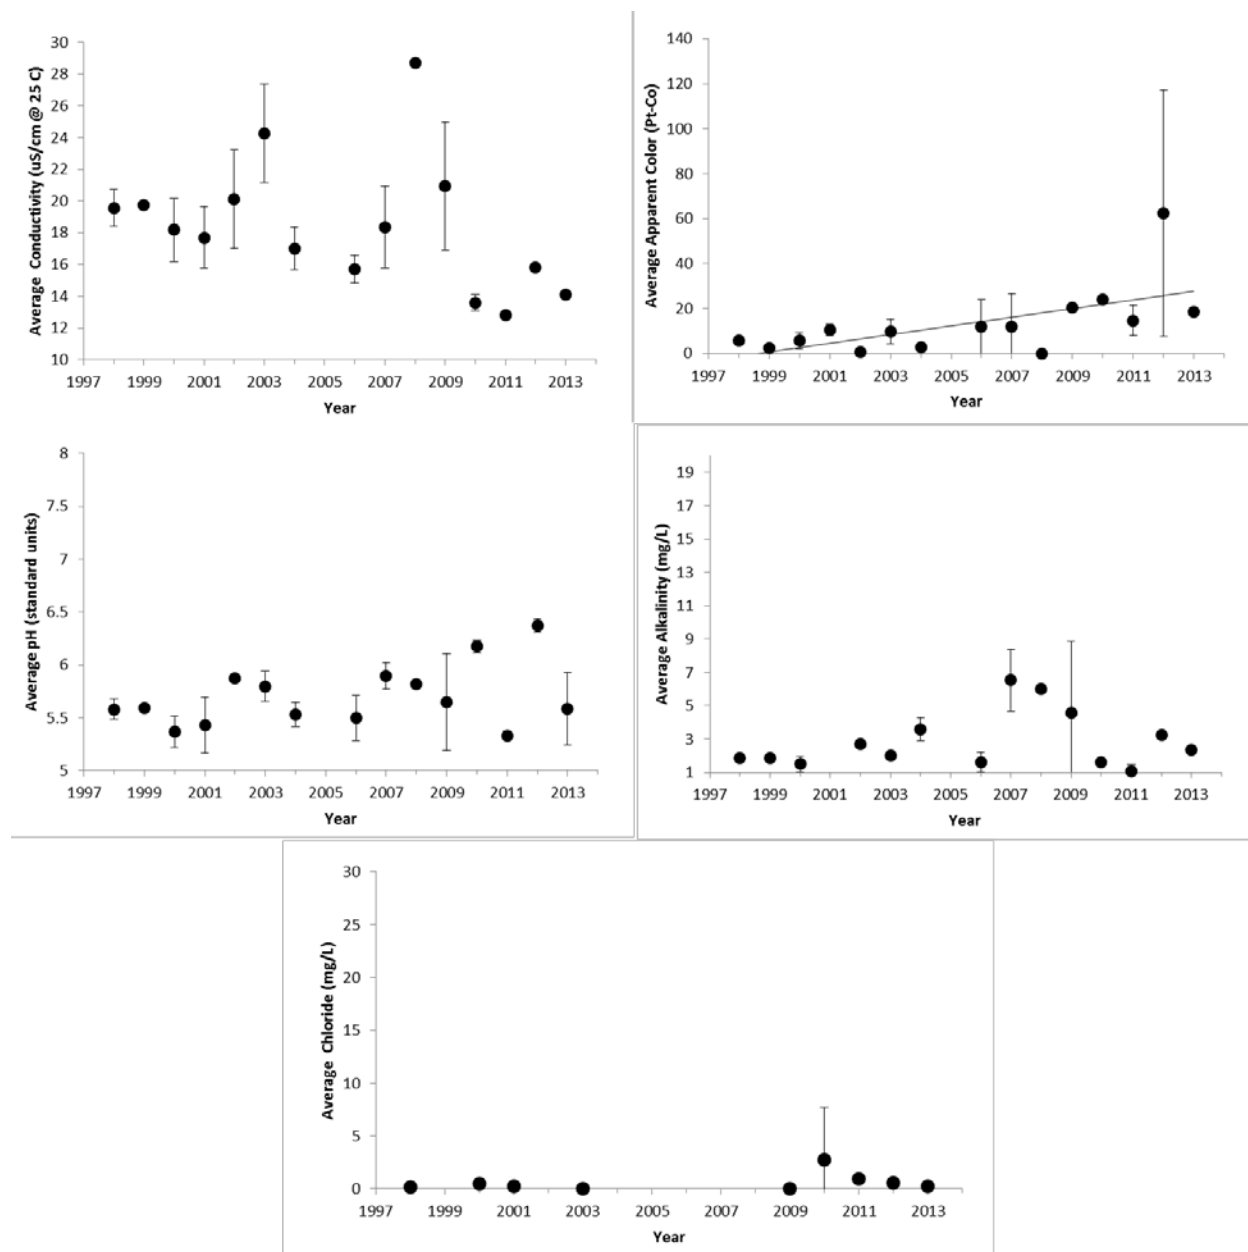 Average Conductivity (uS/cm @ 25 C)
30
28
26
24
22
20
18
16
14
12
10
1997 1999 2001 2003 2005 2007 2009 2011 2013
Year
Average Apparent Color (Pt-Co)
140
120
100
80
60
40
20
0
1997 1999 2001 2003 2005 2007 2009 2011 2013
Year
Average pH (standard units)
8
7.5
7
6.5
6
5.5
5
1997 1999 2001 2003 2005 2007 2009 2011 2013
Year
Average Alkalinity (mg/L)
19
17
15
13
11
9
7
5
3
1
1997 1999 2001 2003 2005 2007 2009 2011 2013
Year
Average Chloride (mg/L)
30
25
20
15
10
5
0
1997 1999 2001 2003 2005 2007 2009 2011 2013
Year